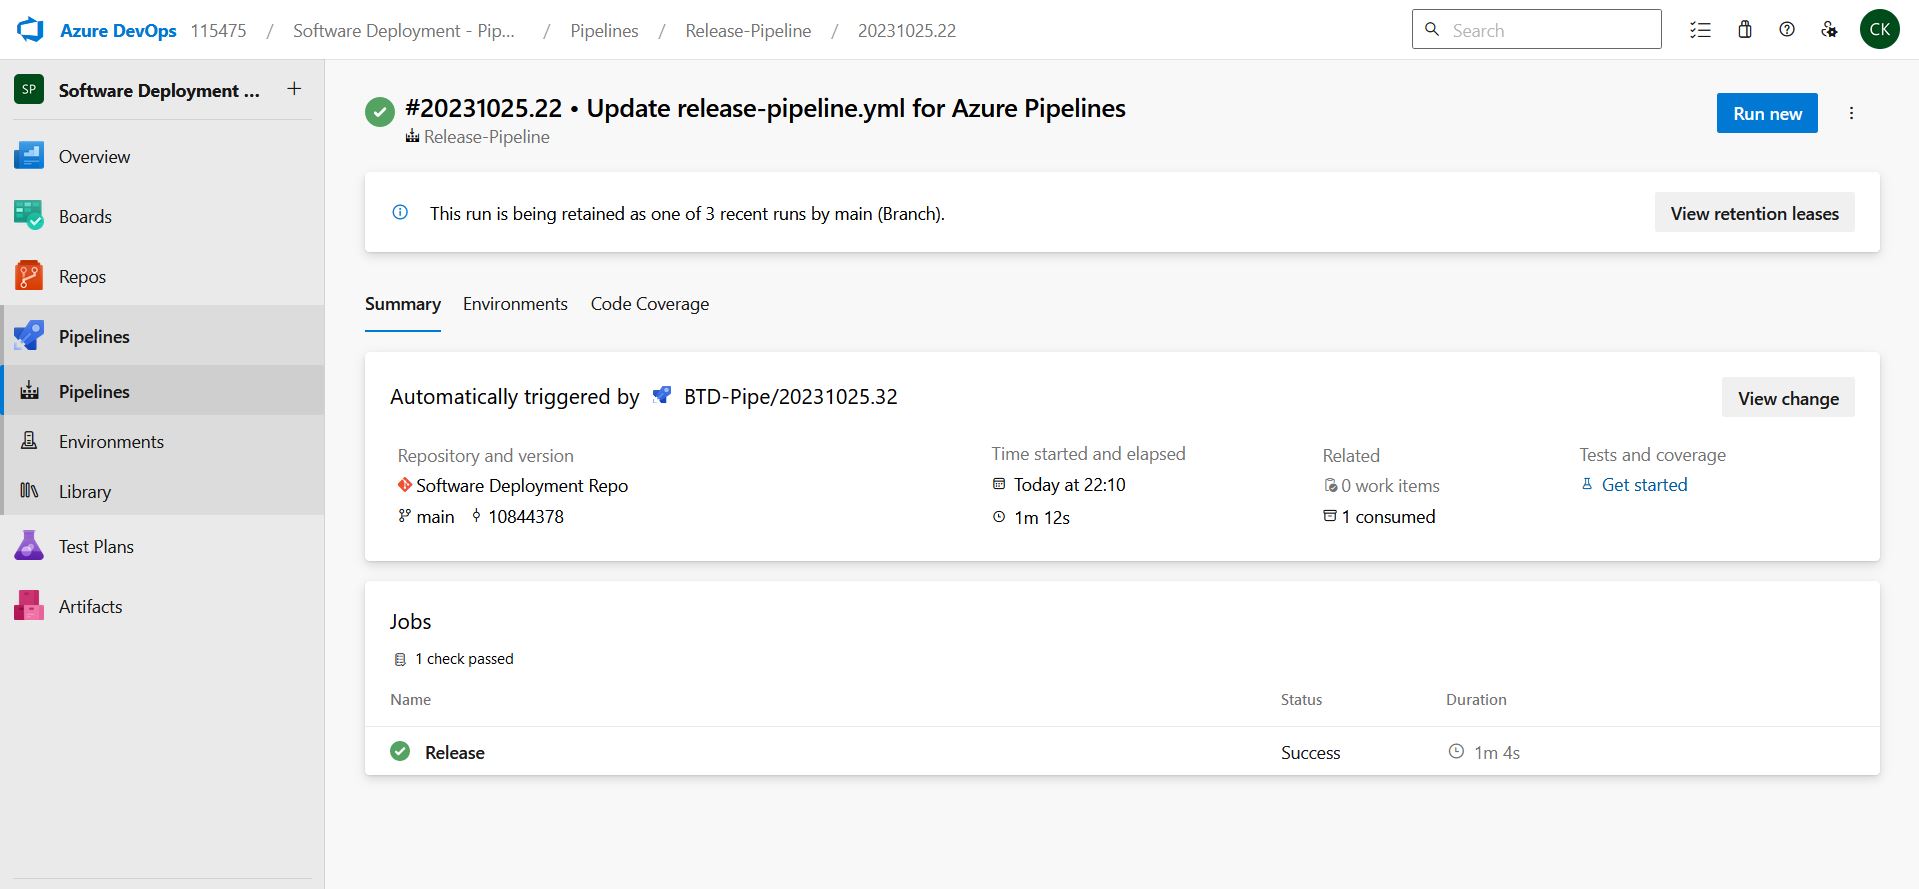 Azure DevOps 115475 / Software Deployment - Pip... / Pipelines / Release-Pipeline / 20231025.22
Search
CK
SP Software Deployment ... +
Overview
Boards
Repos
Pipelines
Pipelines
Environments
Library
Test Plans
Artifacts
#20231025.22 • Update release-pipeline.yml for Azure Pipelines
Release-Pipeline
Run new
This run is being retained as one of 3 recent runs by main (Branch).
View retention leases
Summary Environments Code Coverage
Automatically triggered by BTD-Pipe/20231025.32
View change
Repository and version
Software Deployment Repo
main 10844378
Time started and elapsed
Today at 22:10
1m 12s
Related
0 work items
1 consumed
Tests and coverage
Get started
Jobs
1 check passed
Name Status Duration
Release Success 1m 4s